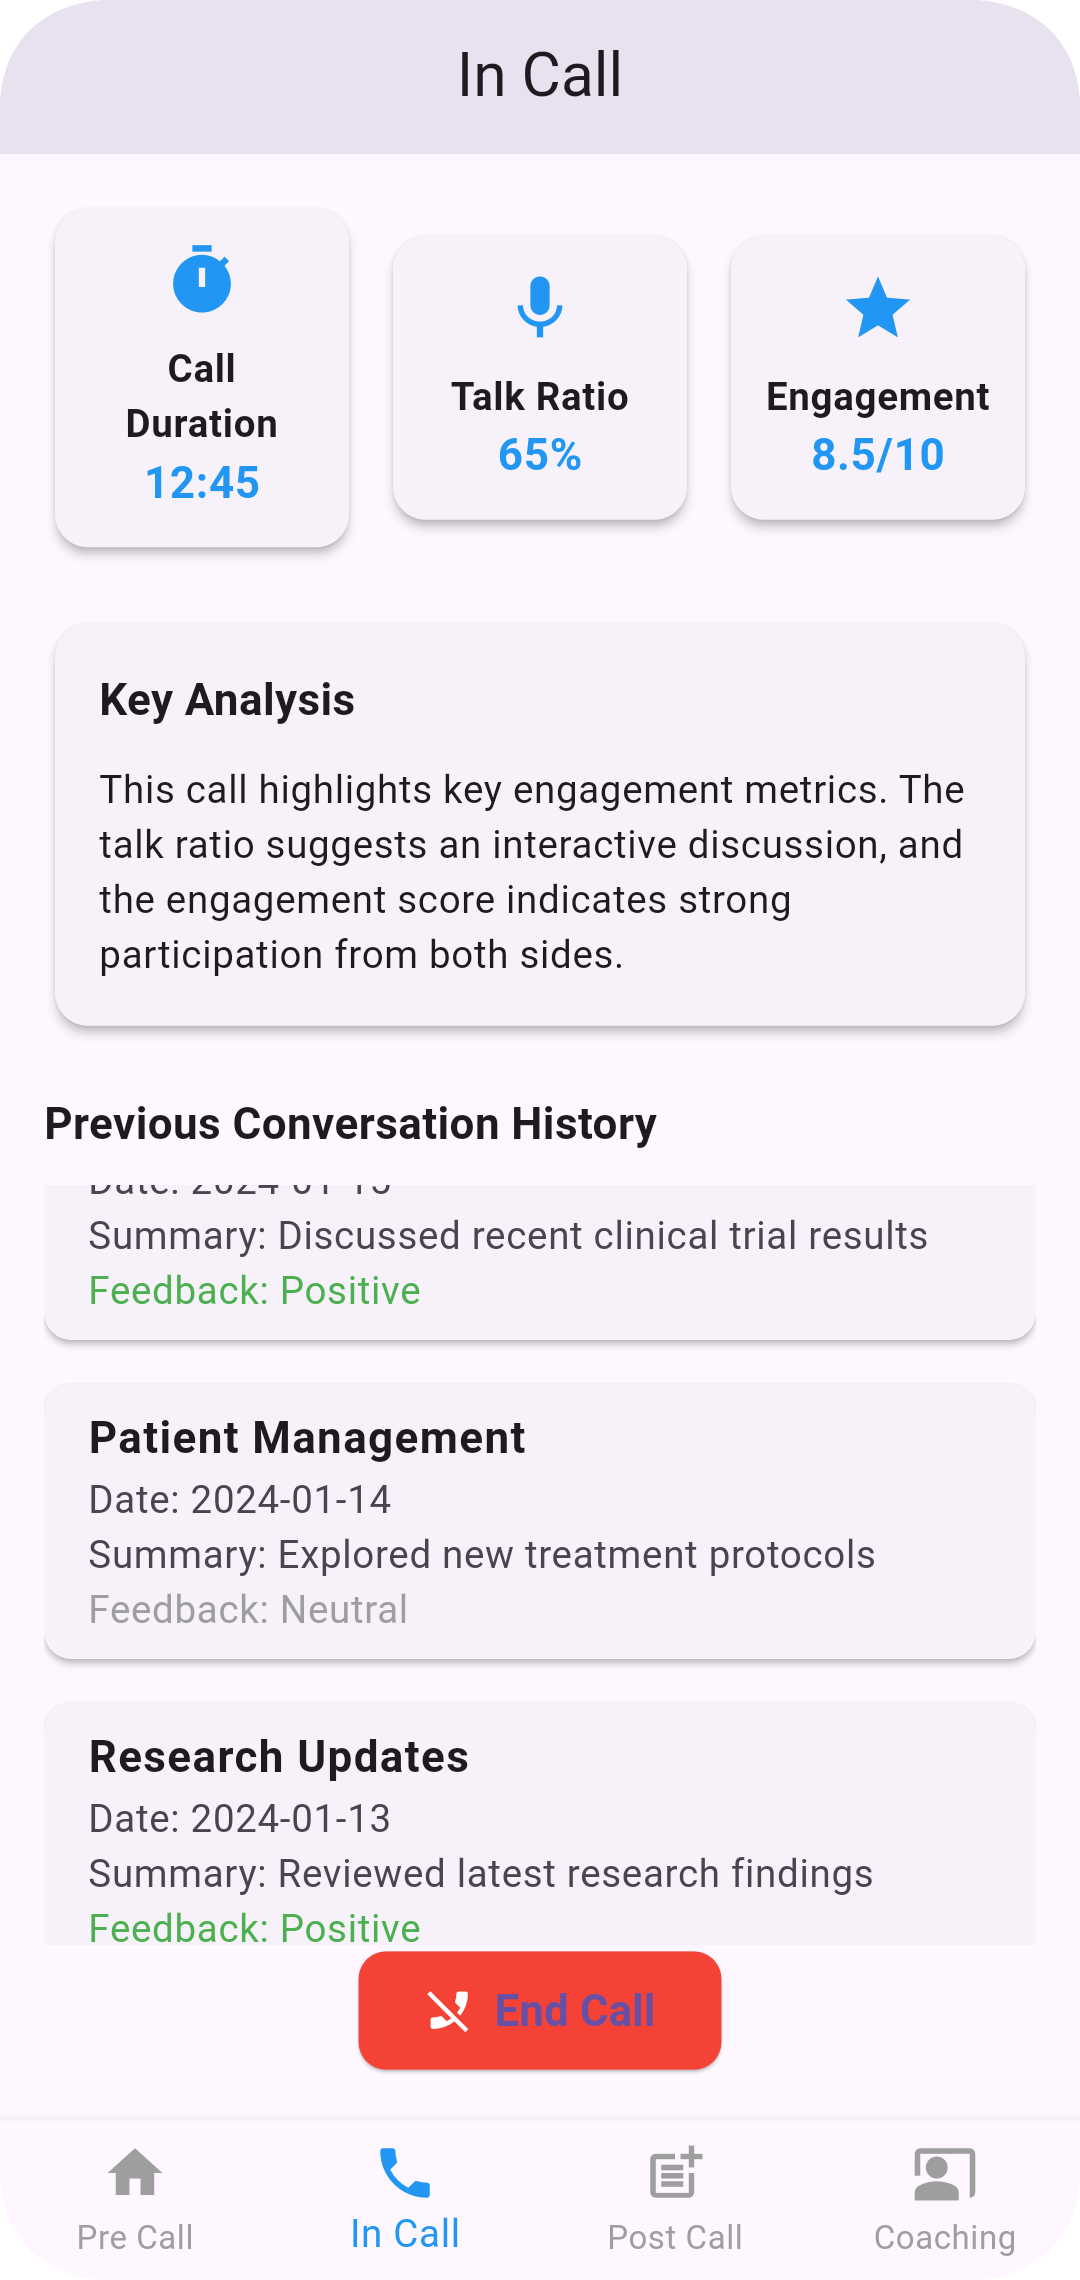 In Call
Call
Duration
12:45
Talk Ratio
65%
Engagement
8.5/10
Key Analysis
This call highlights key engagement metrics. The
talk ratio suggests an interactive discussion, and
the engagement score indicates strong
participation from both sides.
Previous Conversation History
Summary: Discussed recent clinical trial results
Feedback: Positive
Patient Management
Date: 2024-01-14
Summary: Explored new treatment protocols
Feedback: Neutral
Research Updates
Date: 2024-01-13
Summary: Reviewed latest research findings
Feedback: Positive
End Call
Pre Call
In Call
Post Call
Coaching